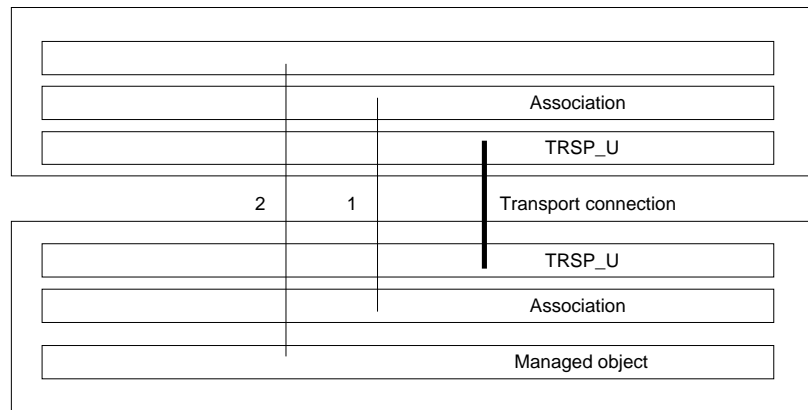 Association
TRSP_U
2 1 Transport connection
TRSP_U
Association
Managed object